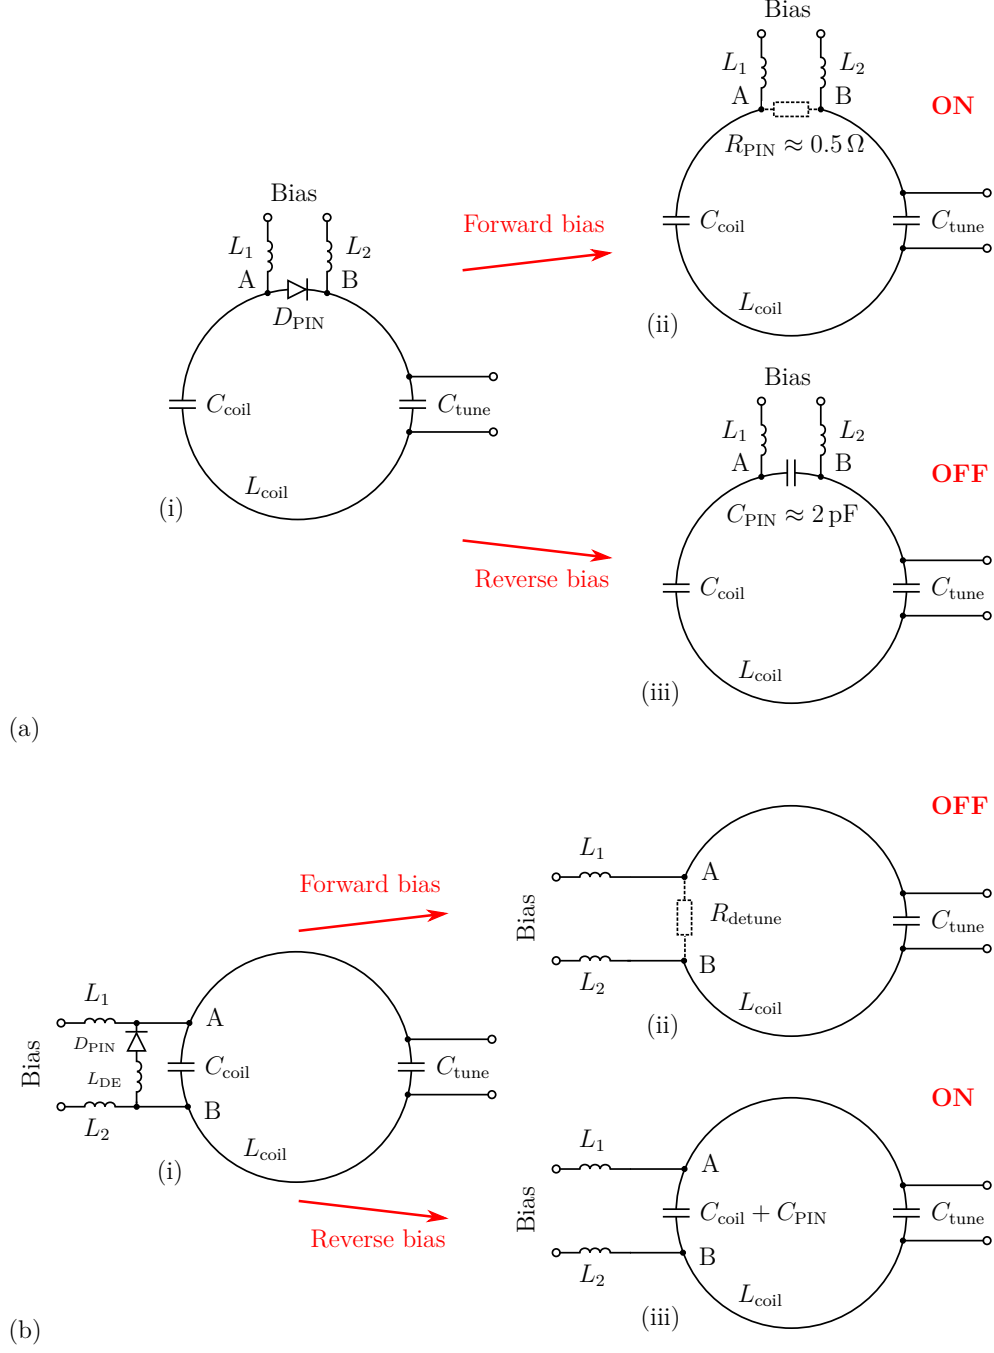 Bias
L₁ L₂
A B
ON
R_PIN ≈ 0.5 Ω
C_coil C_tune
L_coil
(ii)
Forward bias
Bias
L₁ L₂
A B
D_PIN
C_coil C_tune
L_coil
(i)
Reverse bias
Bias
L₁ L₂
A B
OFF
C_PIN ≈ 2 pF
C_coil C_tune
L_coil
(iii)
(a)
OFF
L₁
A
Forward bias
Bias
R_detune C_tune
B
L₂
L_coil
(ii)
L₁
A
D_PIN
Bias
L_DE
C_coil C_tune
B
L₂
L_coil
(i)
Reverse bias
ON
L₁
A
Bias
C_coil + C_PIN C_tune
B
L₂
L_coil
(iii)
(b)